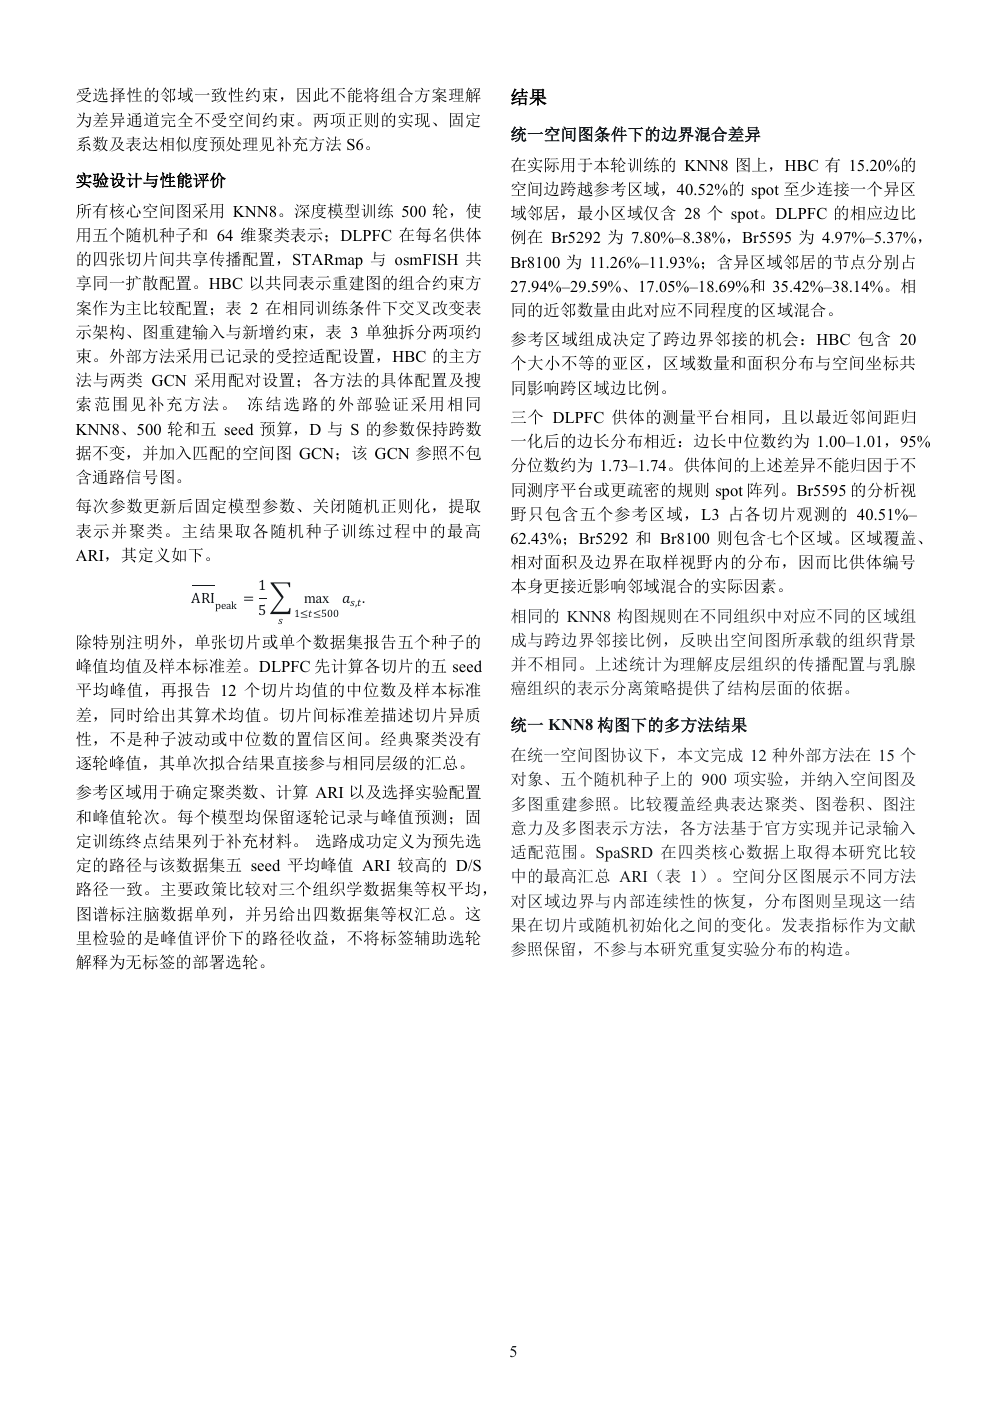 受选择性的邻域一致性约束，因此不能将组合方案理解
为差异通道完全不受空间约束。两项正则的实现、固定
系数及表达相似度预处理见补充方法 S6。
实验设计与性能评价
所有核心空间图采用 KNN8。深度模型训练 500 轮，使
用五个随机种子和 64 维聚类表示；DLPFC 在每名供体
的四张切片间共享传播配置，STARmap 与 osmFISH 共
享同一扩散配置。HBC 以共同表示重建图的组合约束方
案作为主比较配置；表 2 在相同训练条件下交叉改变表
示架构、图重建输入与新增约束，表 3 单独拆分两项约
束。外部方法采用已记录的受控适配设置，HBC 的主方
法与两类 GCN 采用配对设置；各方法的具体配置及搜
索范围见补充方法。 冻结选路的外部验证采用相同
KNN8、500 轮和五 seed 预算，D 与 S 的参数保持跨数
据不变，并加入匹配的空间图 GCN；该 GCN 参照不包
含通路信号图。
每次参数更新后固定模型参数、关闭随机正则化，提取
表示并聚类。主结果取各随机种子训练过程中的最高
ARI，其定义如下。
$\overline{\mathrm{ARI}}_{\mathrm{peak}} = \frac{1}{5}\sum_{s} \max_{1\le t\le 500} a_{s,t}.$
除特别注明外，单张切片或单个数据集报告五个种子的
峰值均值及样本标准差。DLPFC 先计算各切片的五 seed
平均峰值，再报告 12 个切片均值的中位数及样本标准
差，同时给出其算术均值。切片间标准差描述切片异质
性，不是种子波动或中位数的置信区间。经典聚类没有
逐轮峰值，其单次拟合结果直接参与相同层级的汇总。
参考区域用于确定聚类数、计算 ARI 以及选择实验配置
和峰值轮次。每个模型均保留逐轮记录与峰值预测；固
定训练终点结果列于补充材料。 选路成功定义为预先选
定的路径与该数据集五 seed 平均峰值 ARI 较高的 D/S
路径一致。主要政策比较对三个组织学数据集等权平均，
图谱标注脑数据单列，并另给出四数据集等权汇总。这
里检验的是峰值评价下的路径收益，不将标签辅助选轮
解释为无标签的部署选轮。
结果
统一空间图条件下的边界混合差异
在实际用于本轮训练的 KNN8 图上，HBC 有 15.20%的
空间边跨越参考区域，40.52%的 spot 至少连接一个异区
域邻居，最小区域仅含 28 个 spot。DLPFC 的相应边比
例在 Br5292 为 7.80%–8.38%，Br5595 为 4.97%–5.37%，
Br8100 为 11.26%–11.93%；含异区域邻居的节点分别占
27.94%–29.59%、17.05%–18.69%和 35.42%–38.14%。相
同的近邻数量由此对应不同程度的区域混合。
参考区域组成决定了跨边界邻接的机会：HBC 包含 20
个大小不等的亚区，区域数量和面积分布与空间坐标共
同影响跨区域边比例。
三个 DLPFC 供体的测量平台相同，且以最近邻间距归
一化后的边长分布相近：边长中位数约为 1.00–1.01，95%
分位数约为 1.73–1.74。供体间的上述差异不能归因于不
同测序平台或更疏密的规则 spot 阵列。Br5595 的分析视
野只包含五个参考区域，L3 占各切片观测的 40.51%–
62.43%；Br5292 和 Br8100 则包含七个区域。区域覆盖、
相对面积及边界在取样视野内的分布，因而比供体编号
本身更接近影响邻域混合的实际因素。
相同的 KNN8 构图规则在不同组织中对应不同的区域组
成与跨边界邻接比例，反映出空间图所承载的组织背景
并不相同。上述统计为理解皮层组织的传播配置与乳腺
癌组织的表示分离策略提供了结构层面的依据。
统一 KNN8 构图下的多方法结果
在统一空间图协议下，本文完成 12 种外部方法在 15 个
对象、五个随机种子上的 900 项实验，并纳入空间图及
多图重建参照。比较覆盖经典表达聚类、图卷积、图注
意力及多图表示方法，各方法基于官方实现并记录输入
适配范围。SpaSRD 在四类核心数据上取得本研究比较
中的最高汇总 ARI（表 1）。空间分区图展示不同方法
对区域边界与内部连续性的恢复，分布图则呈现这一结
果在切片或随机初始化之间的变化。发表指标作为文献
参照保留，不参与本研究重复实验分布的构造。
5